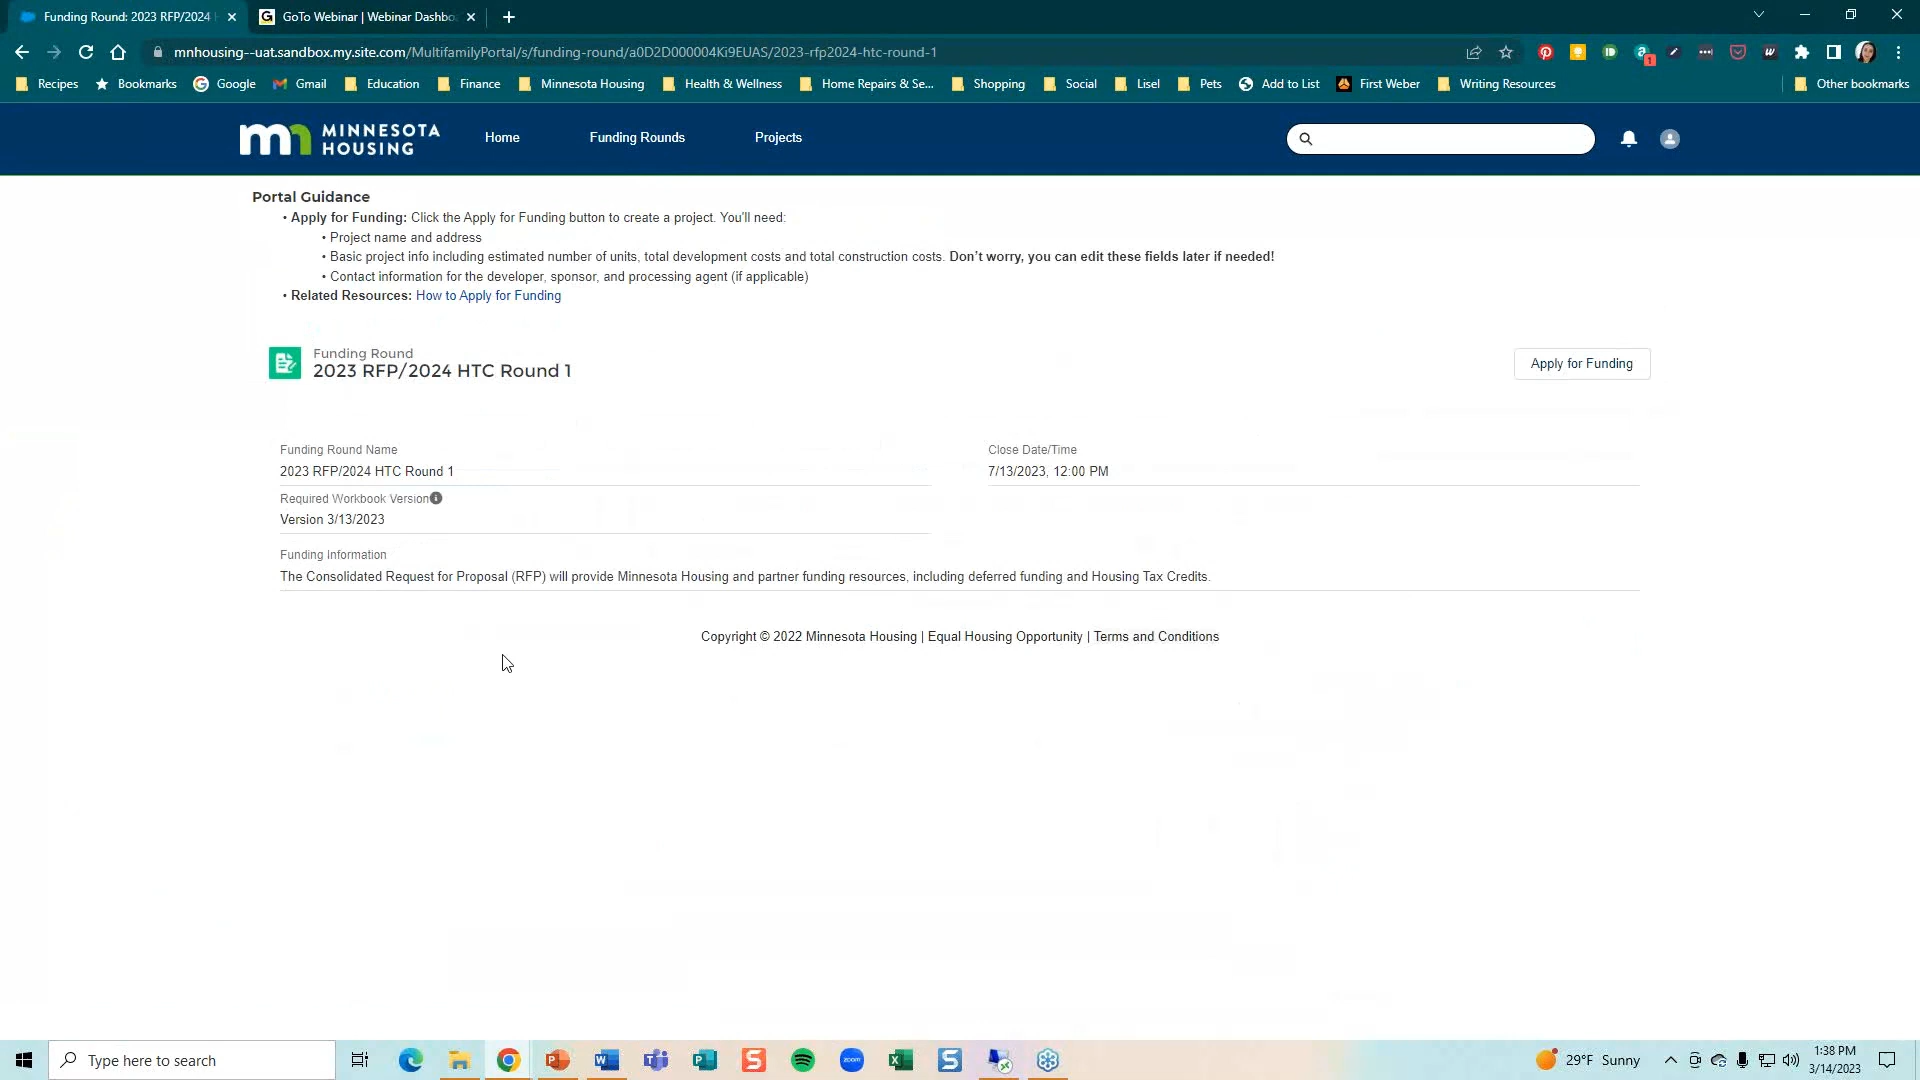 Funding Round: 2023 RFP/2024
GoTo Webinar | Webinar Dashbo
mnhousing--uat.sandbox.my.site.com/MultifamilyPortal/s/funding-round/a0D2D000004Ki9EUAS/2023-rfp2024-htc-round-1
1
Recipes Bookmarks Google Gmail Education Finance Minnesota Housing Health & Wellness Home Repairs & Se... Shopping Social Lisel Pets Add to List First Weber Writing Resources Other bookmarks
MINNESOTA
HOUSING
Home Funding Rounds Projects
Portal Guidance
• Apply for Funding: Click the Apply for Funding button to create a project. You'll need:
• Project name and address
• Basic project info including estimated number of units, total development costs and total construction costs. Don't worry, you can edit these fields later if needed!
• Contact information for the developer, sponsor, and processing agent (if applicable)
• Related Resources: How to Apply for Funding
Funding Round
2023 RFP/2024 HTC Round 1
Apply for Funding
Funding Round Name
2023 RFP/2024 HTC Round 1
Close Date/Time
7/13/2023, 12:00 PM
Required Workbook Version
Version 3/13/2023
Funding Information
The Consolidated Request for Proposal (RFP) will provide Minnesota Housing and partner funding resources, including deferred funding and Housing Tax Credits.
Copyright © 2022 Minnesota Housing | Equal Housing Opportunity | Terms and Conditions
Type here to search
zoom
29°F Sunny
1:38 PM
3/14/2023